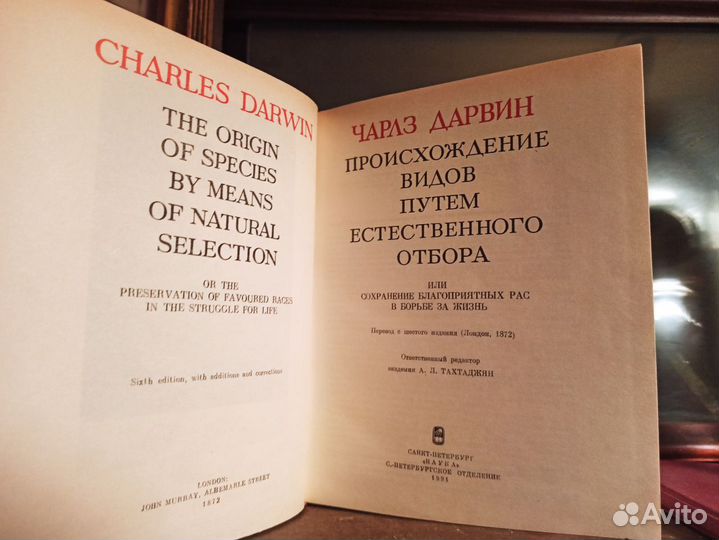 CHARLES DARWIN
THE ORIGIN
OF SPECIES
BY MEANS
OF NATURAL
SELECTION
OR THE
PRESERVATION OF FAVOURED RACES
IN THE STRUGGLE FOR LIFE
Sixth edition, with additions and corrections
LONDON:
JOHN MURRAY, ALBEMARLE STREET
1872
ЧАРЛЗ ДАРВИН
ПРОИСХОЖДЕНИЕ
ВИДОВ
ПУТЕМ
ЕСТЕСТВЕННОГО
ОТБОРА
ИЛИ
СОХРАНЕНИЕ БЛАГОПРИЯТНЫХ РАС
В БОРЬБЕ ЗА ЖИЗНЬ
Перевод с шестого издания (Лондон, 1872)
Ответственный редактор
академик А. Л. ТАХТАДЖЯН
САНКТ-ПЕТЕРБУРГ
«НАУКА»
С.-ПЕТЕРБУРГСКОЕ ОТДЕЛЕНИЕ
1991
Avito